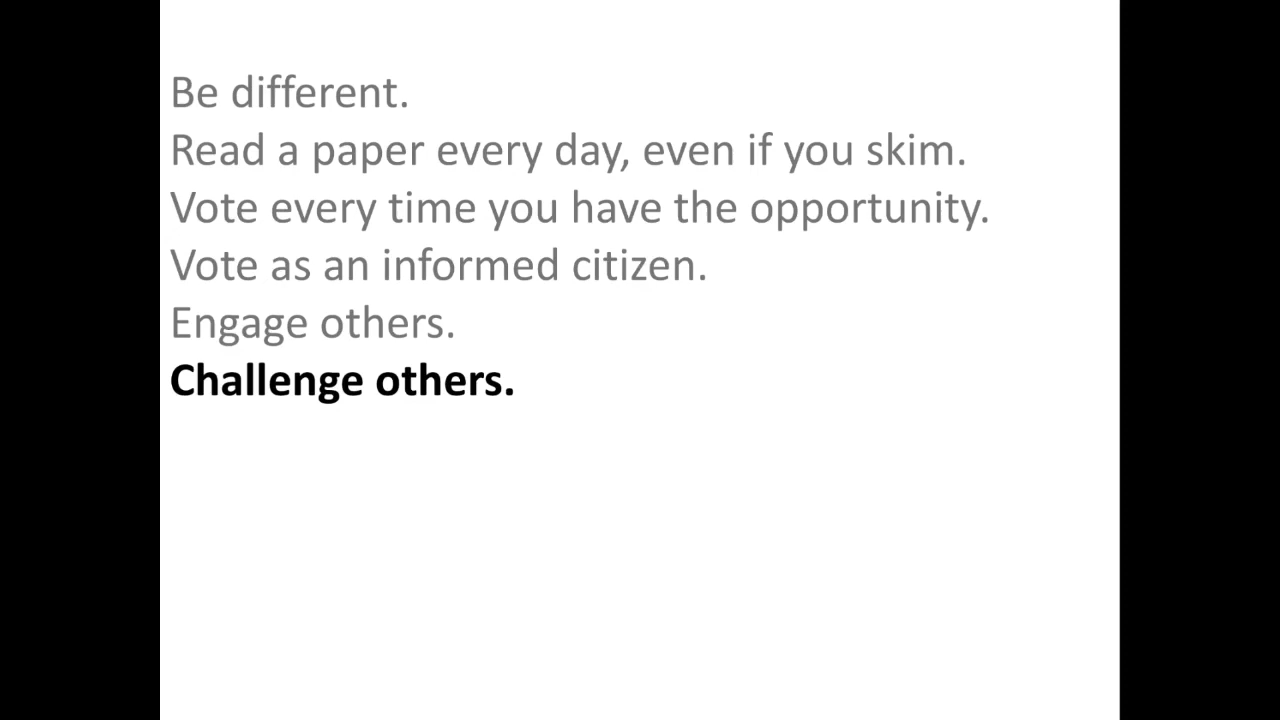 Be different.
Read a paper every day, even if you skim.
Vote every time you have the opportunity.
Vote as an informed citizen.
Engage others.
Challenge others.